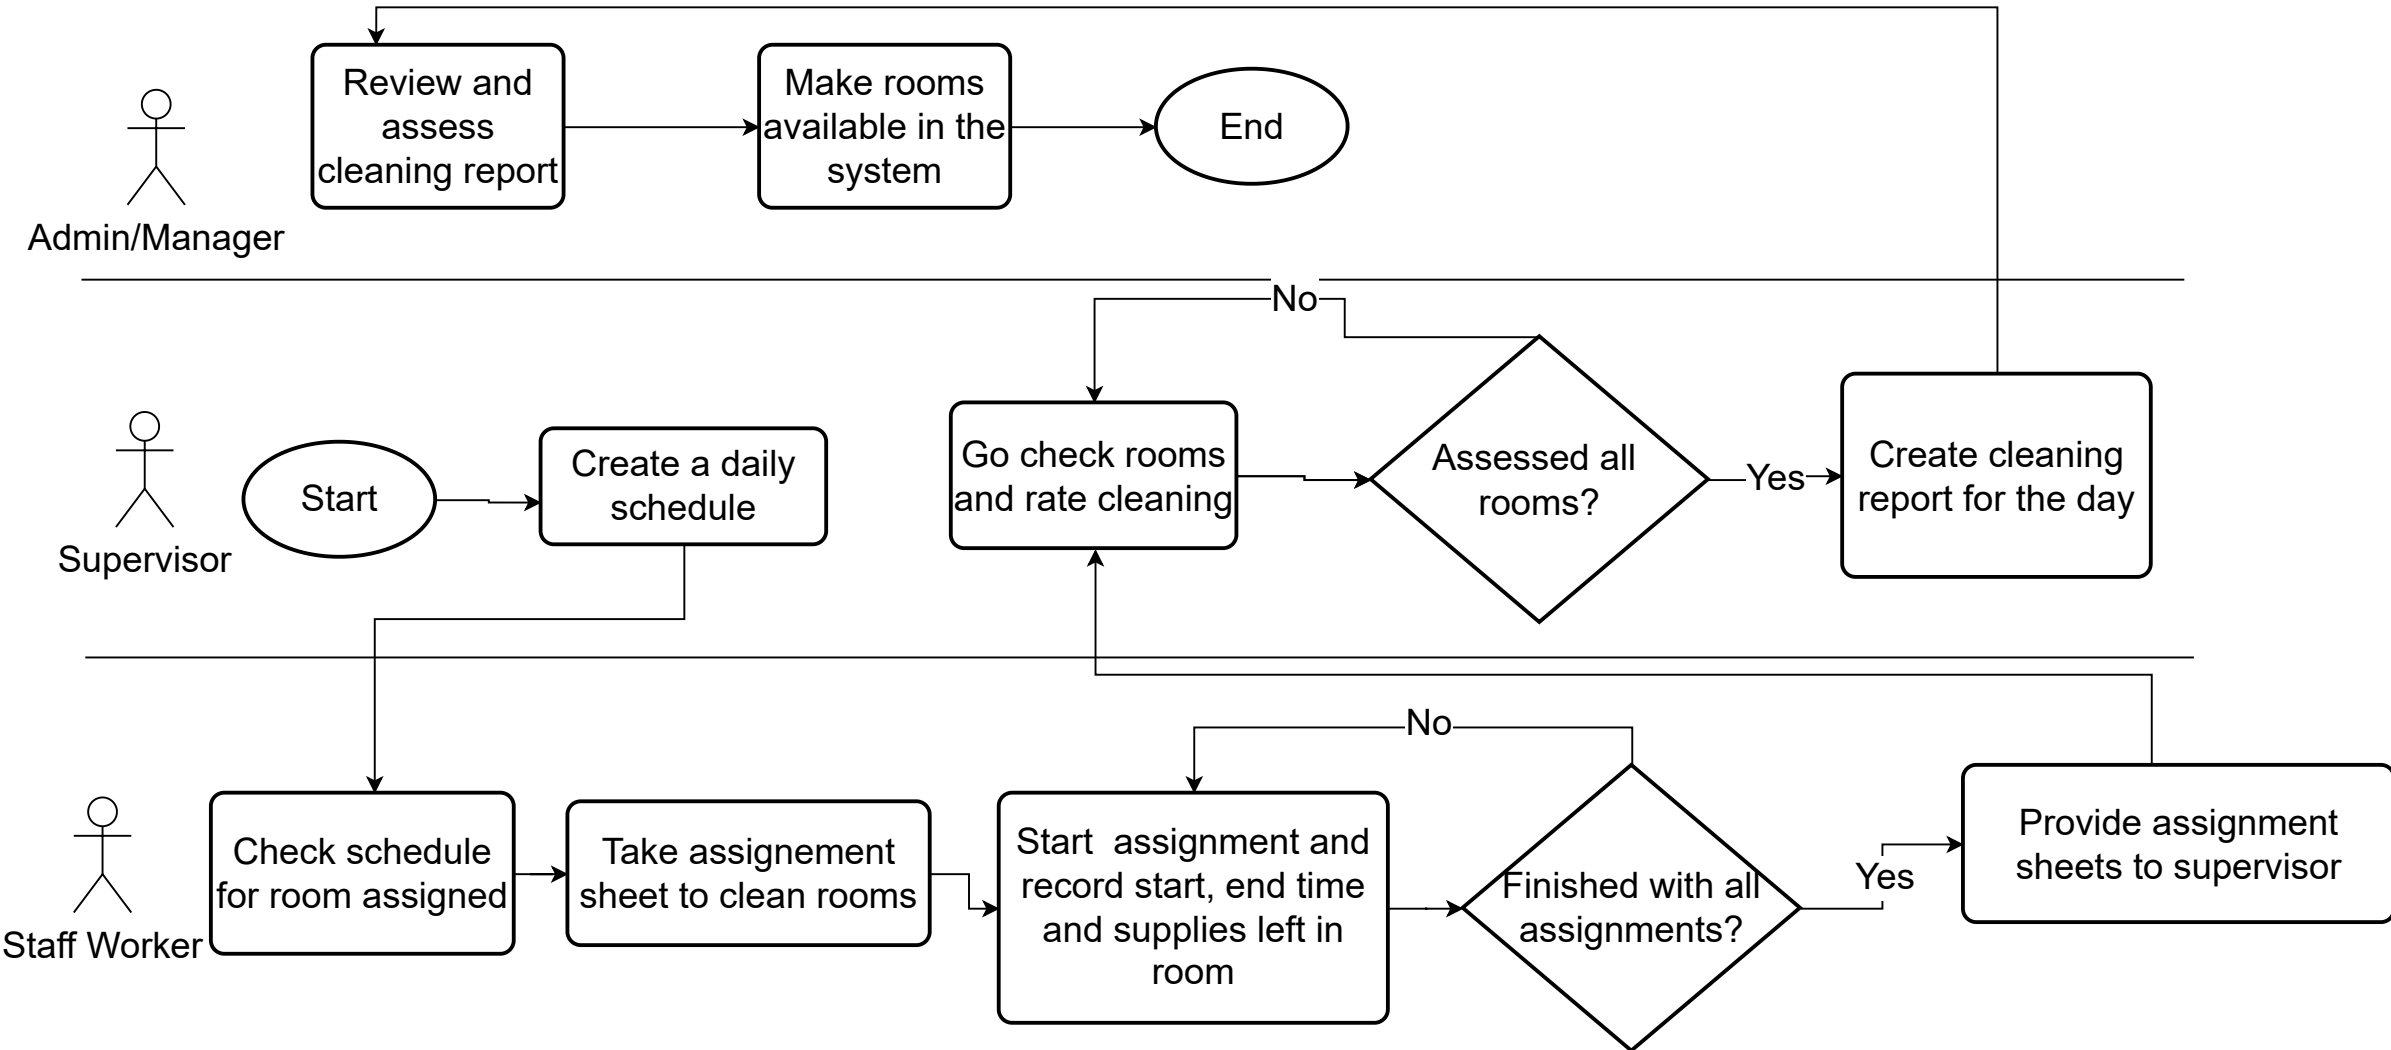 Review and
assess
cleaning report
Make rooms
available in the
system
End
Admin/Manager
No
Start
Create a daily
schedule
Go check rooms
and rate cleaning
Assessed all
rooms?
Yes
Create cleaning
report for the day
Supervisor
No
Check schedule
for room assigned
Take assignement
sheet to clean rooms
Start  assignment and
record start, end time
and supplies left in
room
Finished with all
assignments?
Yes
Provide assignment
sheets to supervisor
Staff Worker